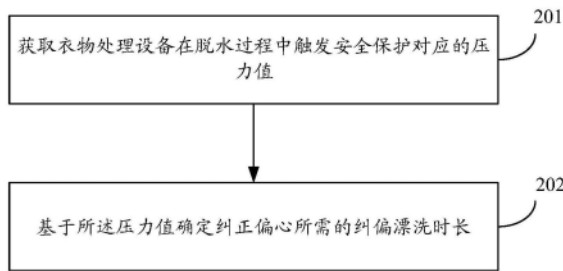 201
获取衣物处理设备在脱水过程中触发安全保护对应的压
力值
202
基于所述压力值确定纠正偏心所需的纠偏漂洗时长